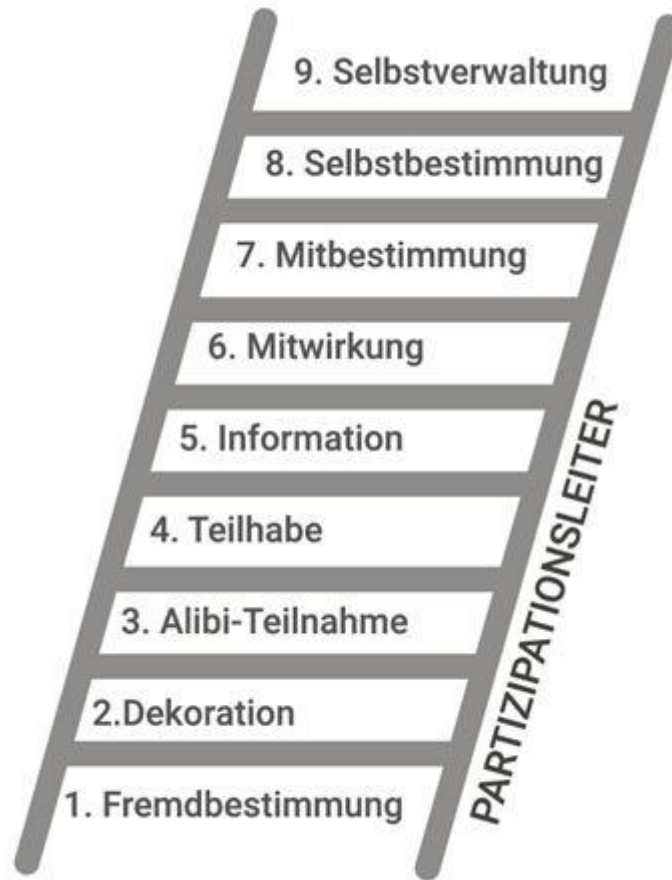 9. Selbstverwaltung
8. Selbstbestimmung
7. Mitbestimmung
6. Mitwirkung
5. Information
4. Teilhabe
3. Alibi-Teilnahme
2.Dekoration
1. Fremdbestimmung
PARTIZIPATIONSLEITER